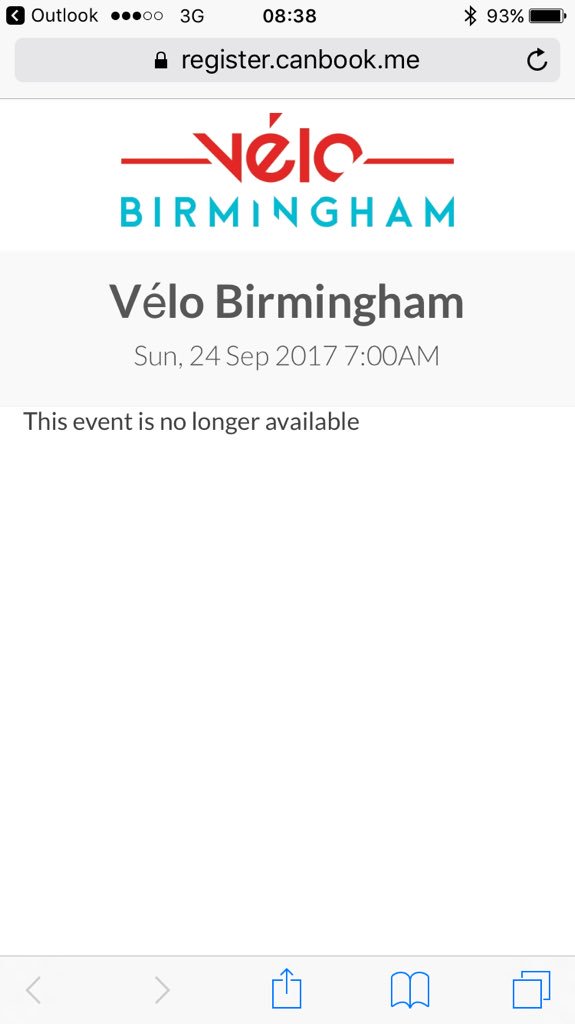 Outlook 3G 08:38 93%
register.canbook.me
vélo
BIRMINGHAM
Vélo Birmingham
Sun, 24 Sep 2017 7:00AM
This event is no longer available